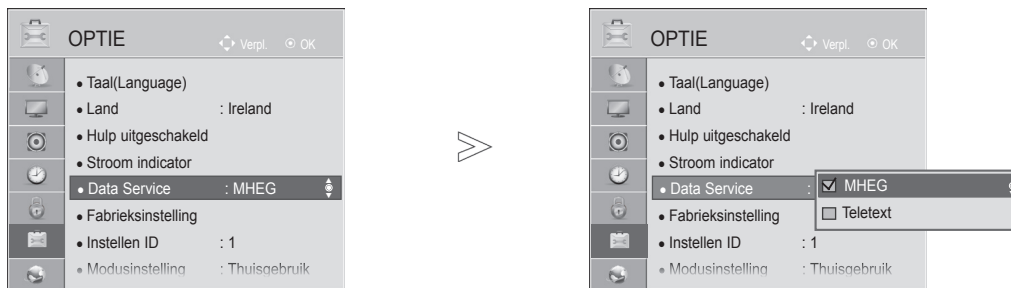 OPTIE Verpl. OK
• Taal(Language)
• Land : Ireland
• Hulp uitgeschakeld
• Stroom indicator
• Data Service : MHEG
• Fabrieksinstelling
• Instellen ID : 1
• Modusinstelling : Thuisgebruik
OPTIE Verpl. OK
• Taal(Language)
• Land : Ireland
• Hulp uitgeschakeld
• Stroom indicator
• Data Service :
MHEG
Teletext
• Fabrieksinstelling
• Instellen ID : 1
• Modusinstelling : Thuisgebruik